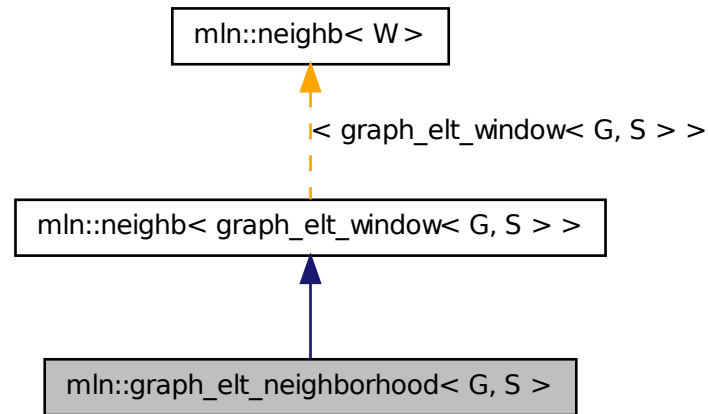 mln::neighb< W >
< graph_elt_window< G, S > >
mln::neighb< graph_elt_window< G, S > >
mln::graph_elt_neighborhood< G, S >